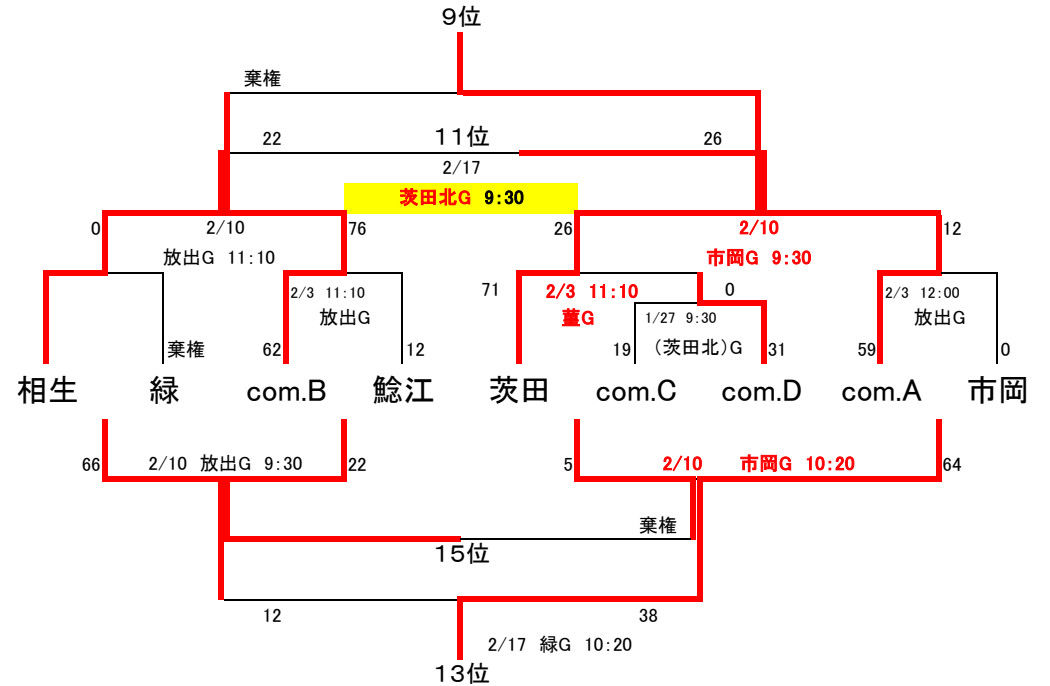 9位
棄権
22 11位 26
2/17
茨田北G 9:30
0 2/10 76 26 2/10 12
放出G 11:10 市岡G 9:30
2/3 11:10 71 2/3 11:10 0 2/3 12:00
放出G 菫G 1/27 9:30 放出G
棄権 62 12 19 (茨田北)G 31 59 0
相生 緑 com.B 鯰江 茨田 com.C com.D com.A 市岡
66 2/10 放出G 9:30 22 5 2/10 市岡G 10:20 64
棄権
15位
12 38
2/17 緑G 10:20
13位